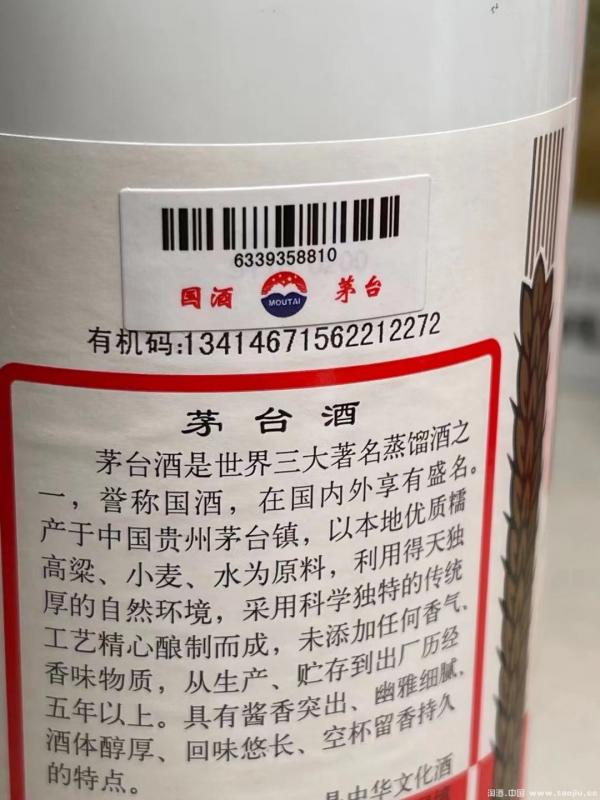 6339358810
国酒 MOUTAI 茅台
有机码:13414671562212272
茅台酒
茅台酒是世界三大著名蒸馏酒之
一，誉称国酒，在国内外享有盛名。
产于中国贵州茅台镇，以本地优质糯
高粱、小麦、水为原料，利用得天独
厚的自然环境，采用科学独特的传统
工艺精心酿制而成，未添加任何香气、
香味物质，从生产、贮存到出厂历经
五年以上。具有酱香突出、幽雅细腻、
酒体醇厚、回味悠长、空杯留香持久
的特点。
是中华文化酒
淘酒.中国 www.taojiu.cn